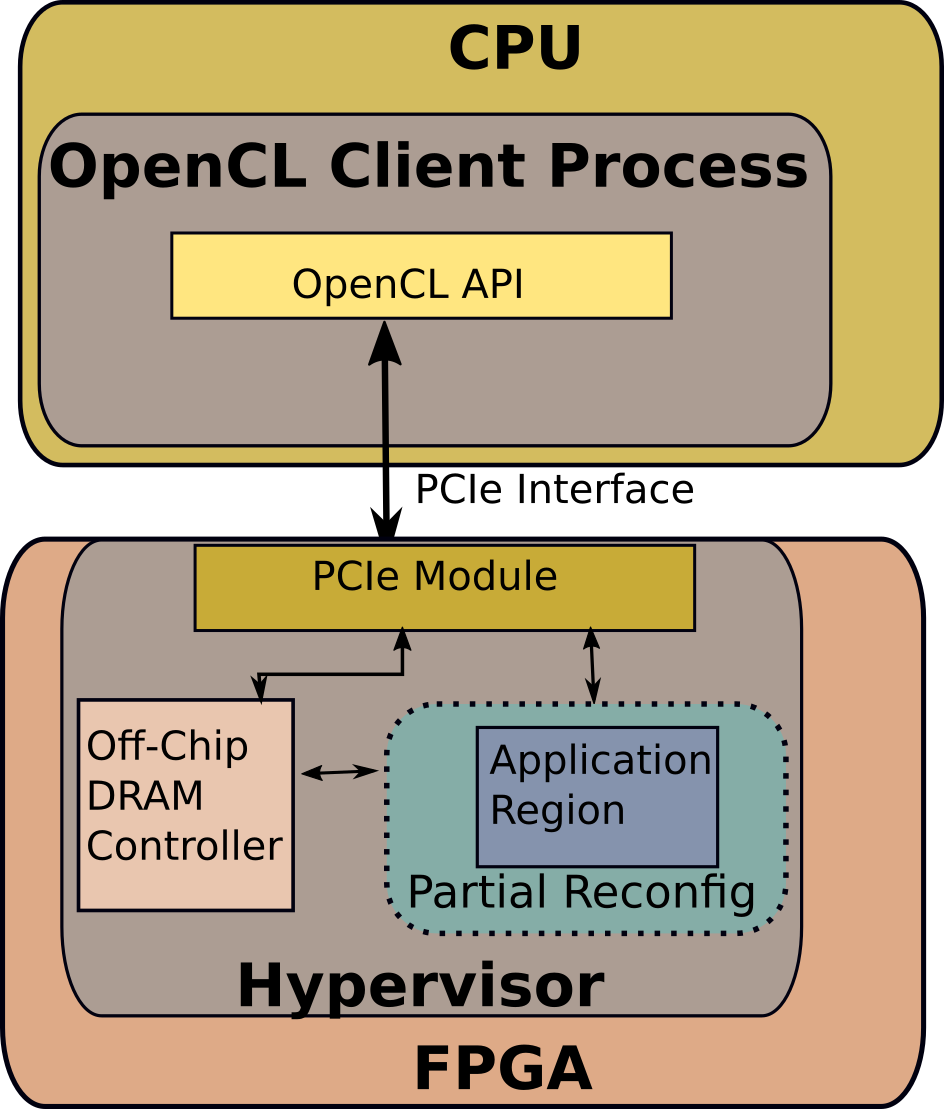 CPU
OpenCL Client Process
OpenCL API
PCIe Interface
PCIe Module
Off-Chip
DRAM
Controller
Application
Region
Partial Reconfig
Hypervisor
FPGA